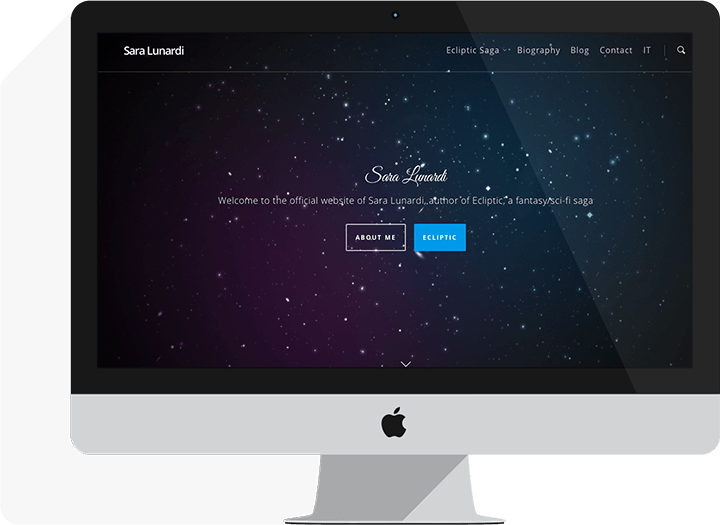 Sara Lunardi
Ecliptic Saga Biography Blog Contact IT
Sara Lunardi
Welcome to the official website of Sara Lunardi, author of Ecliptic, a fantasy/sci-fi saga
ABOUT ME
ECLIPTIC